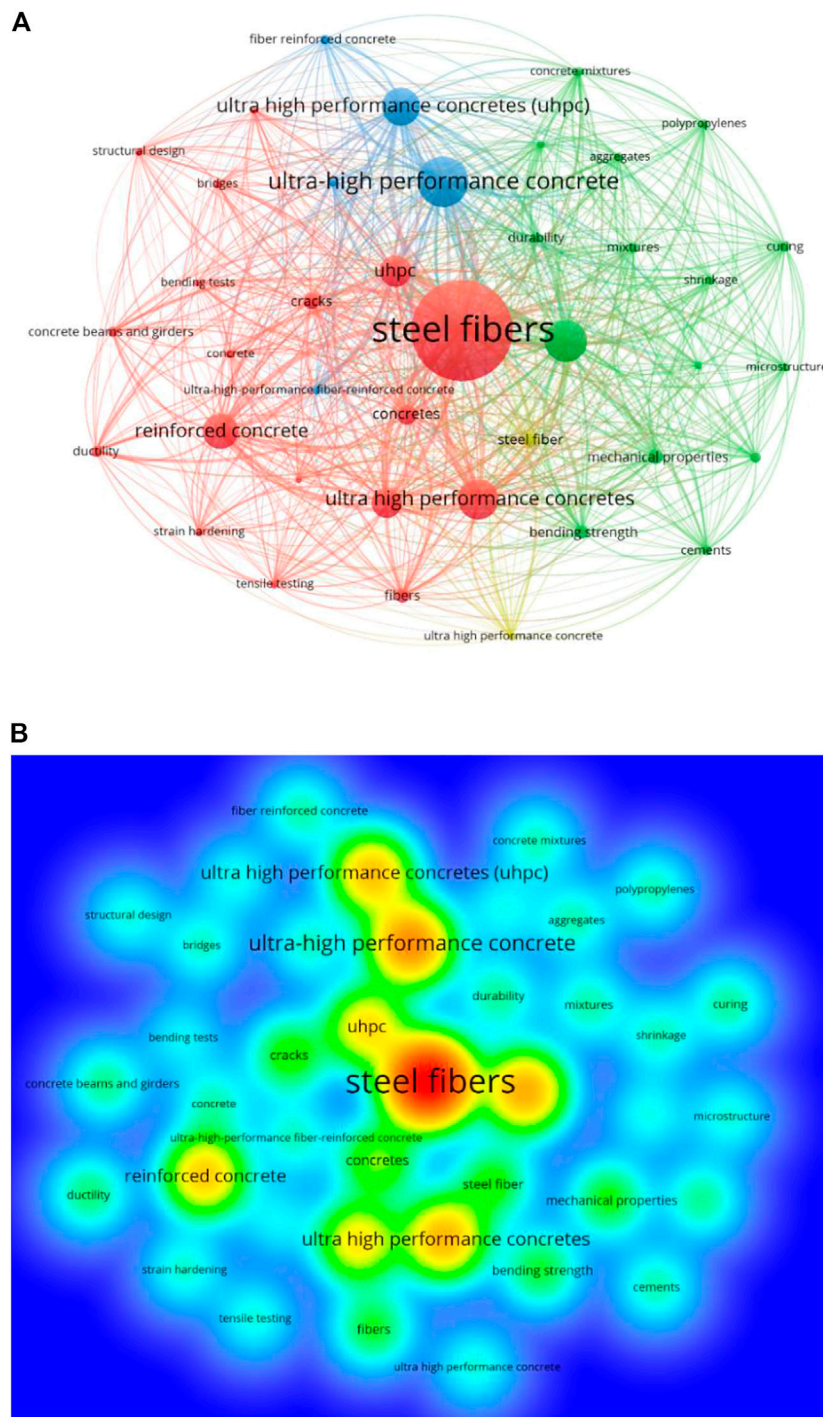 A
fiber reinforced concrete
concrete mixtures
ultra high performance concretes (uhpc)
polypropylenes
structural design
aggregates
bridges
ultra-high performance concrete
durability
mixtures
curing
uhpc
shrinkage
bending tests
cracks
steel fibers
concrete beams and girders
concrete
microstructure
ultra-high-performance fiber-reinforced concrete
concretes
reinforced concrete
steel fiber
ductility
mechanical properties
ultra high performance concretes
strain hardening
bending strength
cements
tensile testing
fibers
ultra high performance concrete
B
fiber reinforced concrete
concrete mixtures
ultra high performance concretes (uhpc)
polypropylenes
structural design
aggregates
bridges
ultra-high performance concrete
durability
mixtures
curing
uhpc
shrinkage
bending tests
cracks
steel fibers
concrete beams and girders
concrete
microstructure
ultra-high-performance fiber-reinforced concrete
concretes
reinforced concrete
steel fiber
ductility
mechanical properties
ultra high performance concretes
strain hardening
bending strength
cements
tensile testing
fibers
ultra high performance concrete